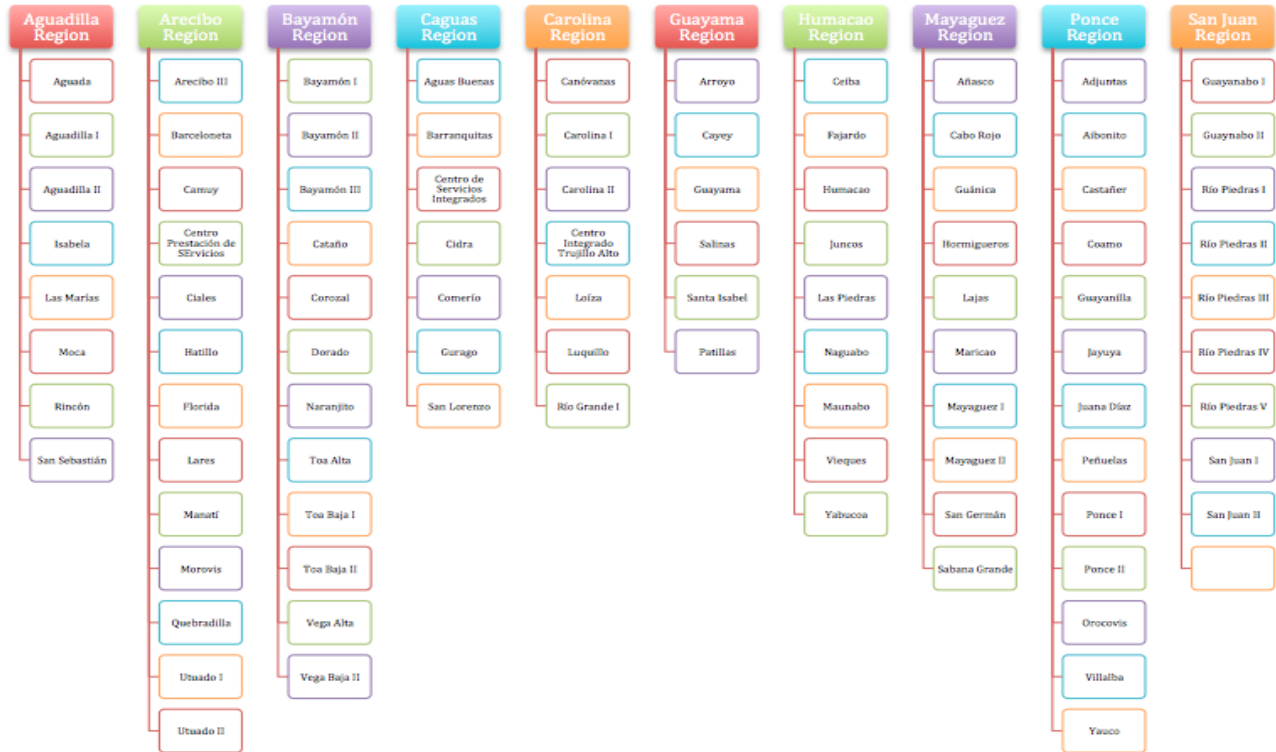 Aguadilla
Region
Aguada
Aguadilla I
Aguadilla II
Isabela
Las Marías
Moca
Rincón
San Sebastián
Arecibo
Region
Arecibo III
Barceloneta
Camuy
Centro
Prestación de
SErvicios
Ciales
Hatillo
Florida
Lares
Manatí
Morovis
Quebradilla
Utuado I
Utuado II
Bayamón
Region
Bayamón I
Bayamón II
Bayamón III
Cataño
Corozal
Dorado
Naranjito
Toa Alta
Toa Baja I
Toa Baja II
Vega Alta
Vega Baja II
Caguas
Region
Aguas Buenas
Barranquitas
Centro de
Servicios
Integrados
Cidra
Comerío
Gurago
San Lorenzo
Carolina
Region
Canóvanas
Carolina I
Carolina II
Centro
Integrado
Trujillo Alto
Loíza
Luquillo
Río Grande I
Guayama
Region
Arroyo
Cayey
Guayama
Salinas
Santa Isabel
Patillas
Humacao
Region
Ceiba
Fajardo
Humacao
Juncos
Las Piedras
Naguabo
Maunabo
Vieques
Yabucoa
Mayaguez
Region
Añasco
Cabo Rojo
Guánica
Hormigueros
Lajas
Maricao
Mayaguez I
Mayaguez II
San Germán
Sabana Grande
Ponce
Region
Adjuntas
Aibonito
Castañer
Coamo
Guayanilla
Jayuya
Juana Díaz
Peñuelas
Ponce I
Ponce II
Orocovis
Villalba
Yauco
San Juan
Region
Guayanabo I
Guaynabo II
Río Piedras I
Río Piedras II
Río Piedras III
Río Piedras IV
Río Piedras V
San Juan I
San Juan II